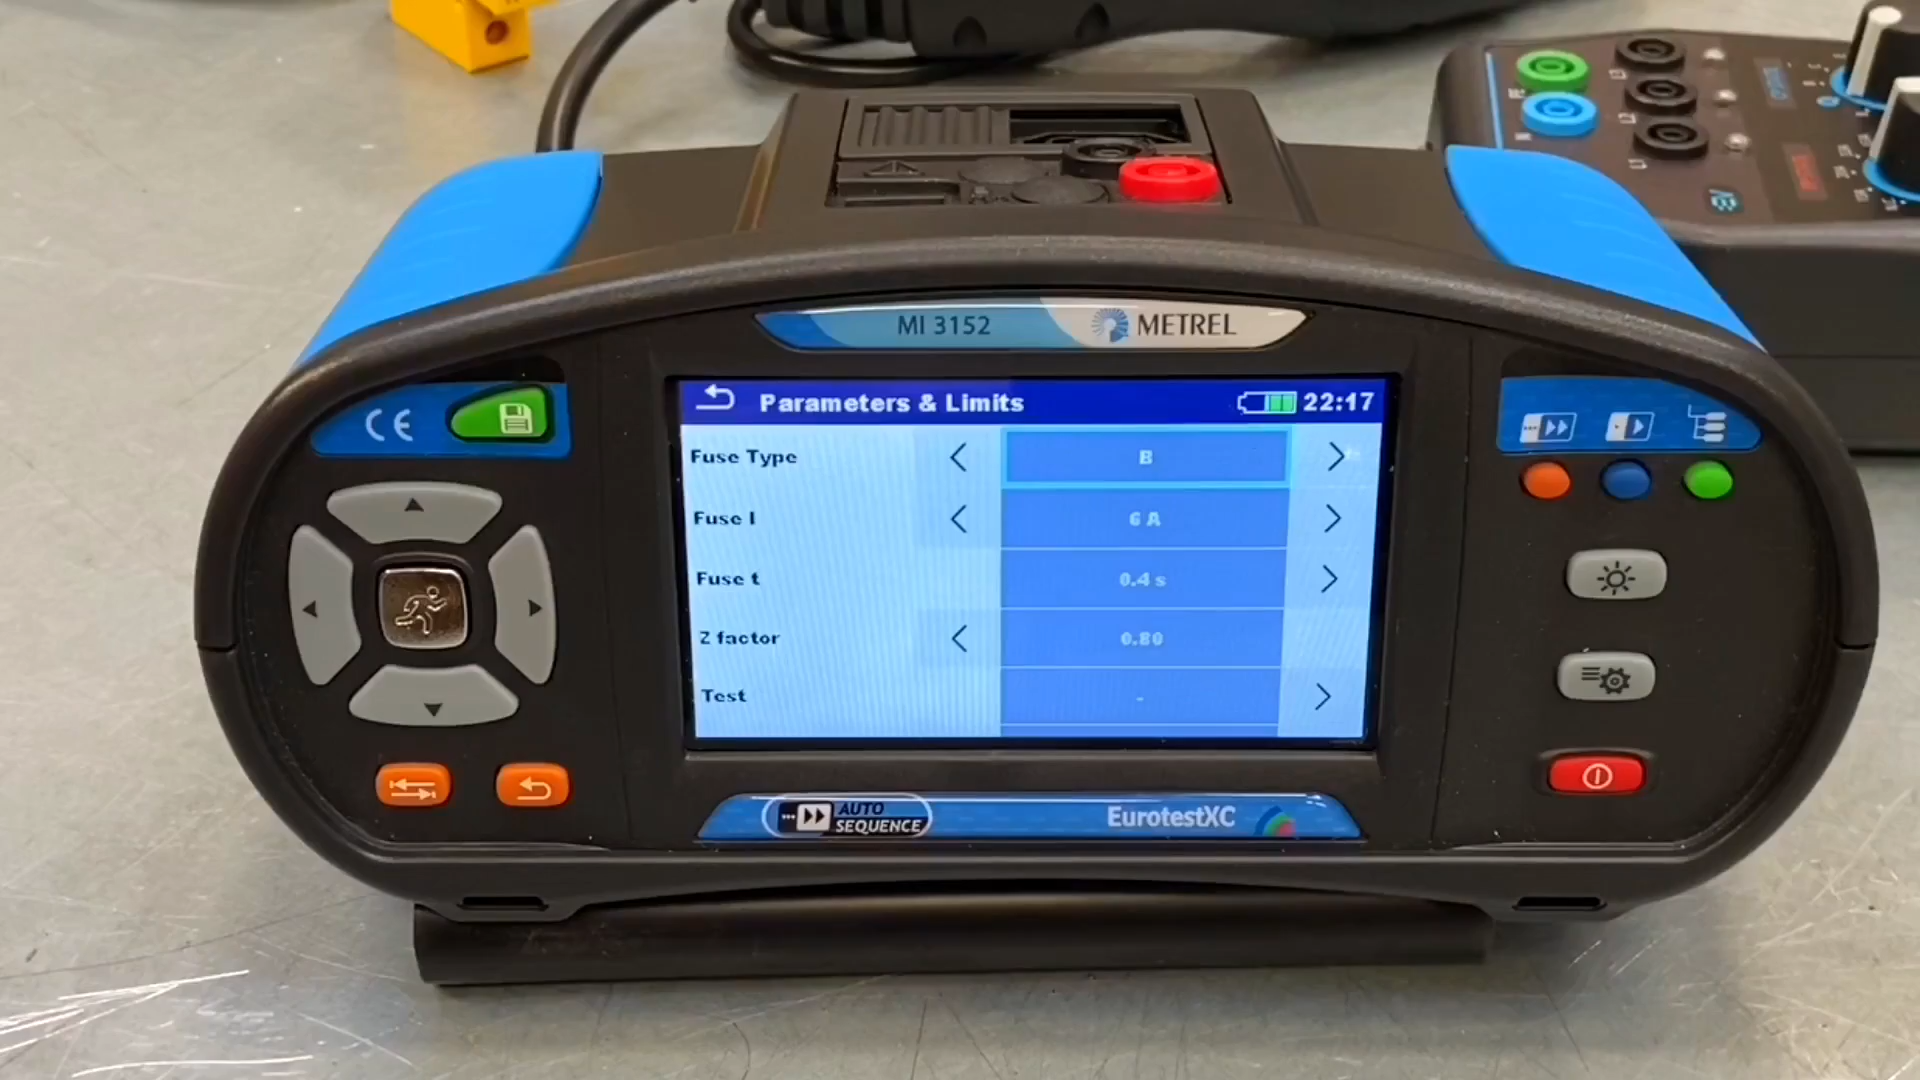 MI 3152 METREL
CE
Parameters & Limits 22:17
Fuse Type B
Fuse I 6 A
Fuse t 0.4 s
Z factor 0.80
Test -
AUTO
SEQUENCE
EurotestXC